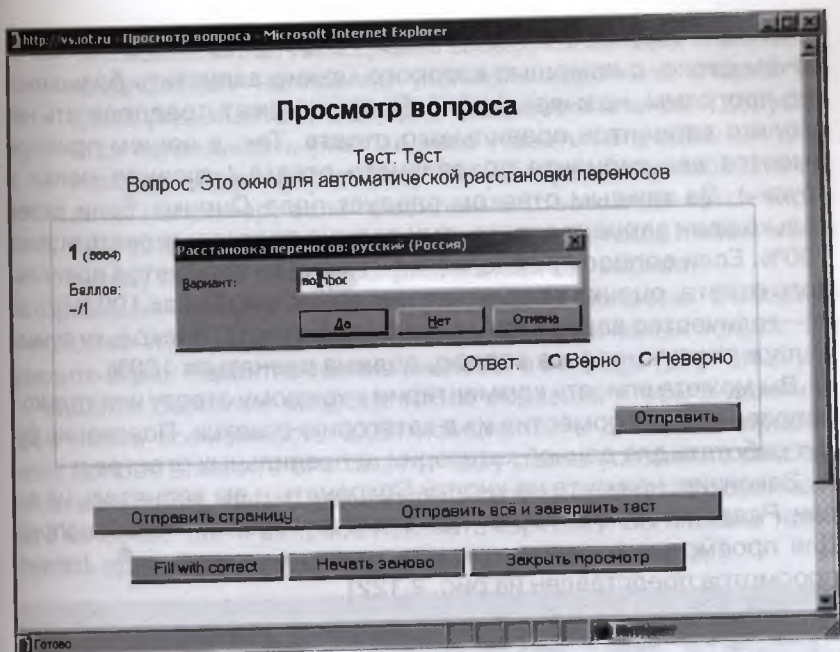 http://vs.iot.ru - Просмотр вопроса - Microsoft Internet Explorer
Просмотр вопроса
Тест: Тест
Вопрос: Это окно для автоматической расстановки переносов
1 (6664)
Баллов:
–/1
Расстановка переносов: русский (Россия)
Вариант:
Да Нет Отмена
Ответ: Верно Неверно
Отправить
Отправить страницу Отправить всё и завершить тест
Fill with correct Начать заново Закрыть просмотр
Готово Интернет